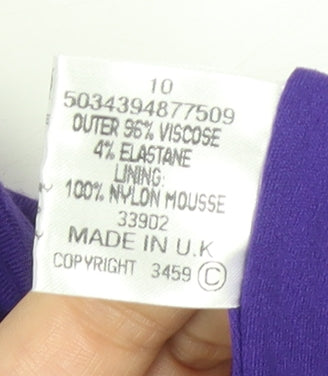 10
5034394877509
OUTER 96% VISCOSE
4% ELASTANE
LINING:
100% NYLON MOUSSE
33902
MADE IN U.K
COPYRIGHT 3459 ©